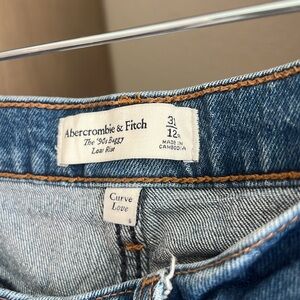 Abercrombie & Fitch
The '90s Baggy
Low Rise
31
12R
MADE IN
CAMBODIA
Curve
Love